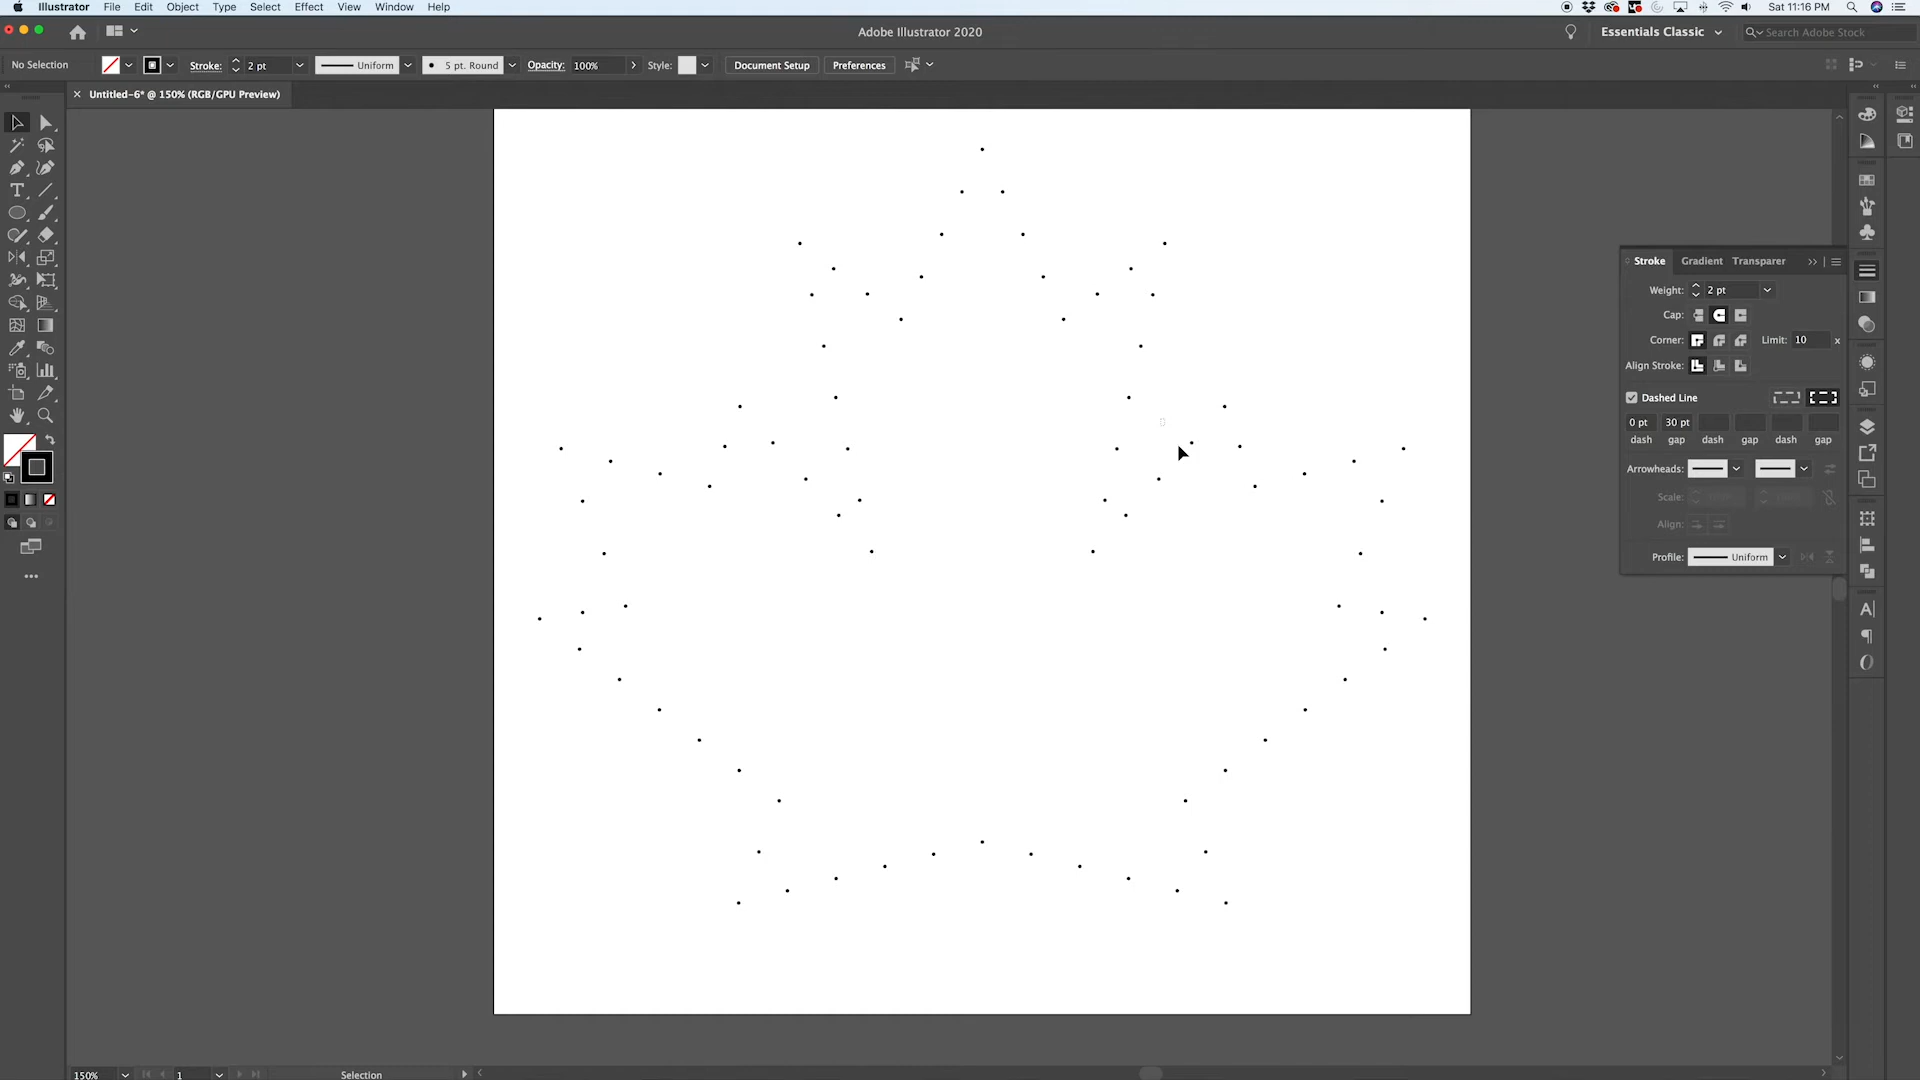 Illustrator File Edit Object Type Select Effect View Window Help Sat 11:16 PM
Adobe Illustrator 2020 Essentials Classic Search Adobe Stock
No Selection Stroke: 2 pt Uniform 5 pt. Round Opacity: 100% Style: Document Setup Preferences
× Untitled-6* @ 150% (RGB/GPU Preview)
Stroke Gradient Transparer
Weight: 2 pt
Cap:
Corner: Limit: 10 x
Align Stroke:
Dashed Line
0 pt 30 pt
dash gap dash gap dash gap
Arrowheads:
Scale:
Align:
Profile: Uniform
150% 1 Selection